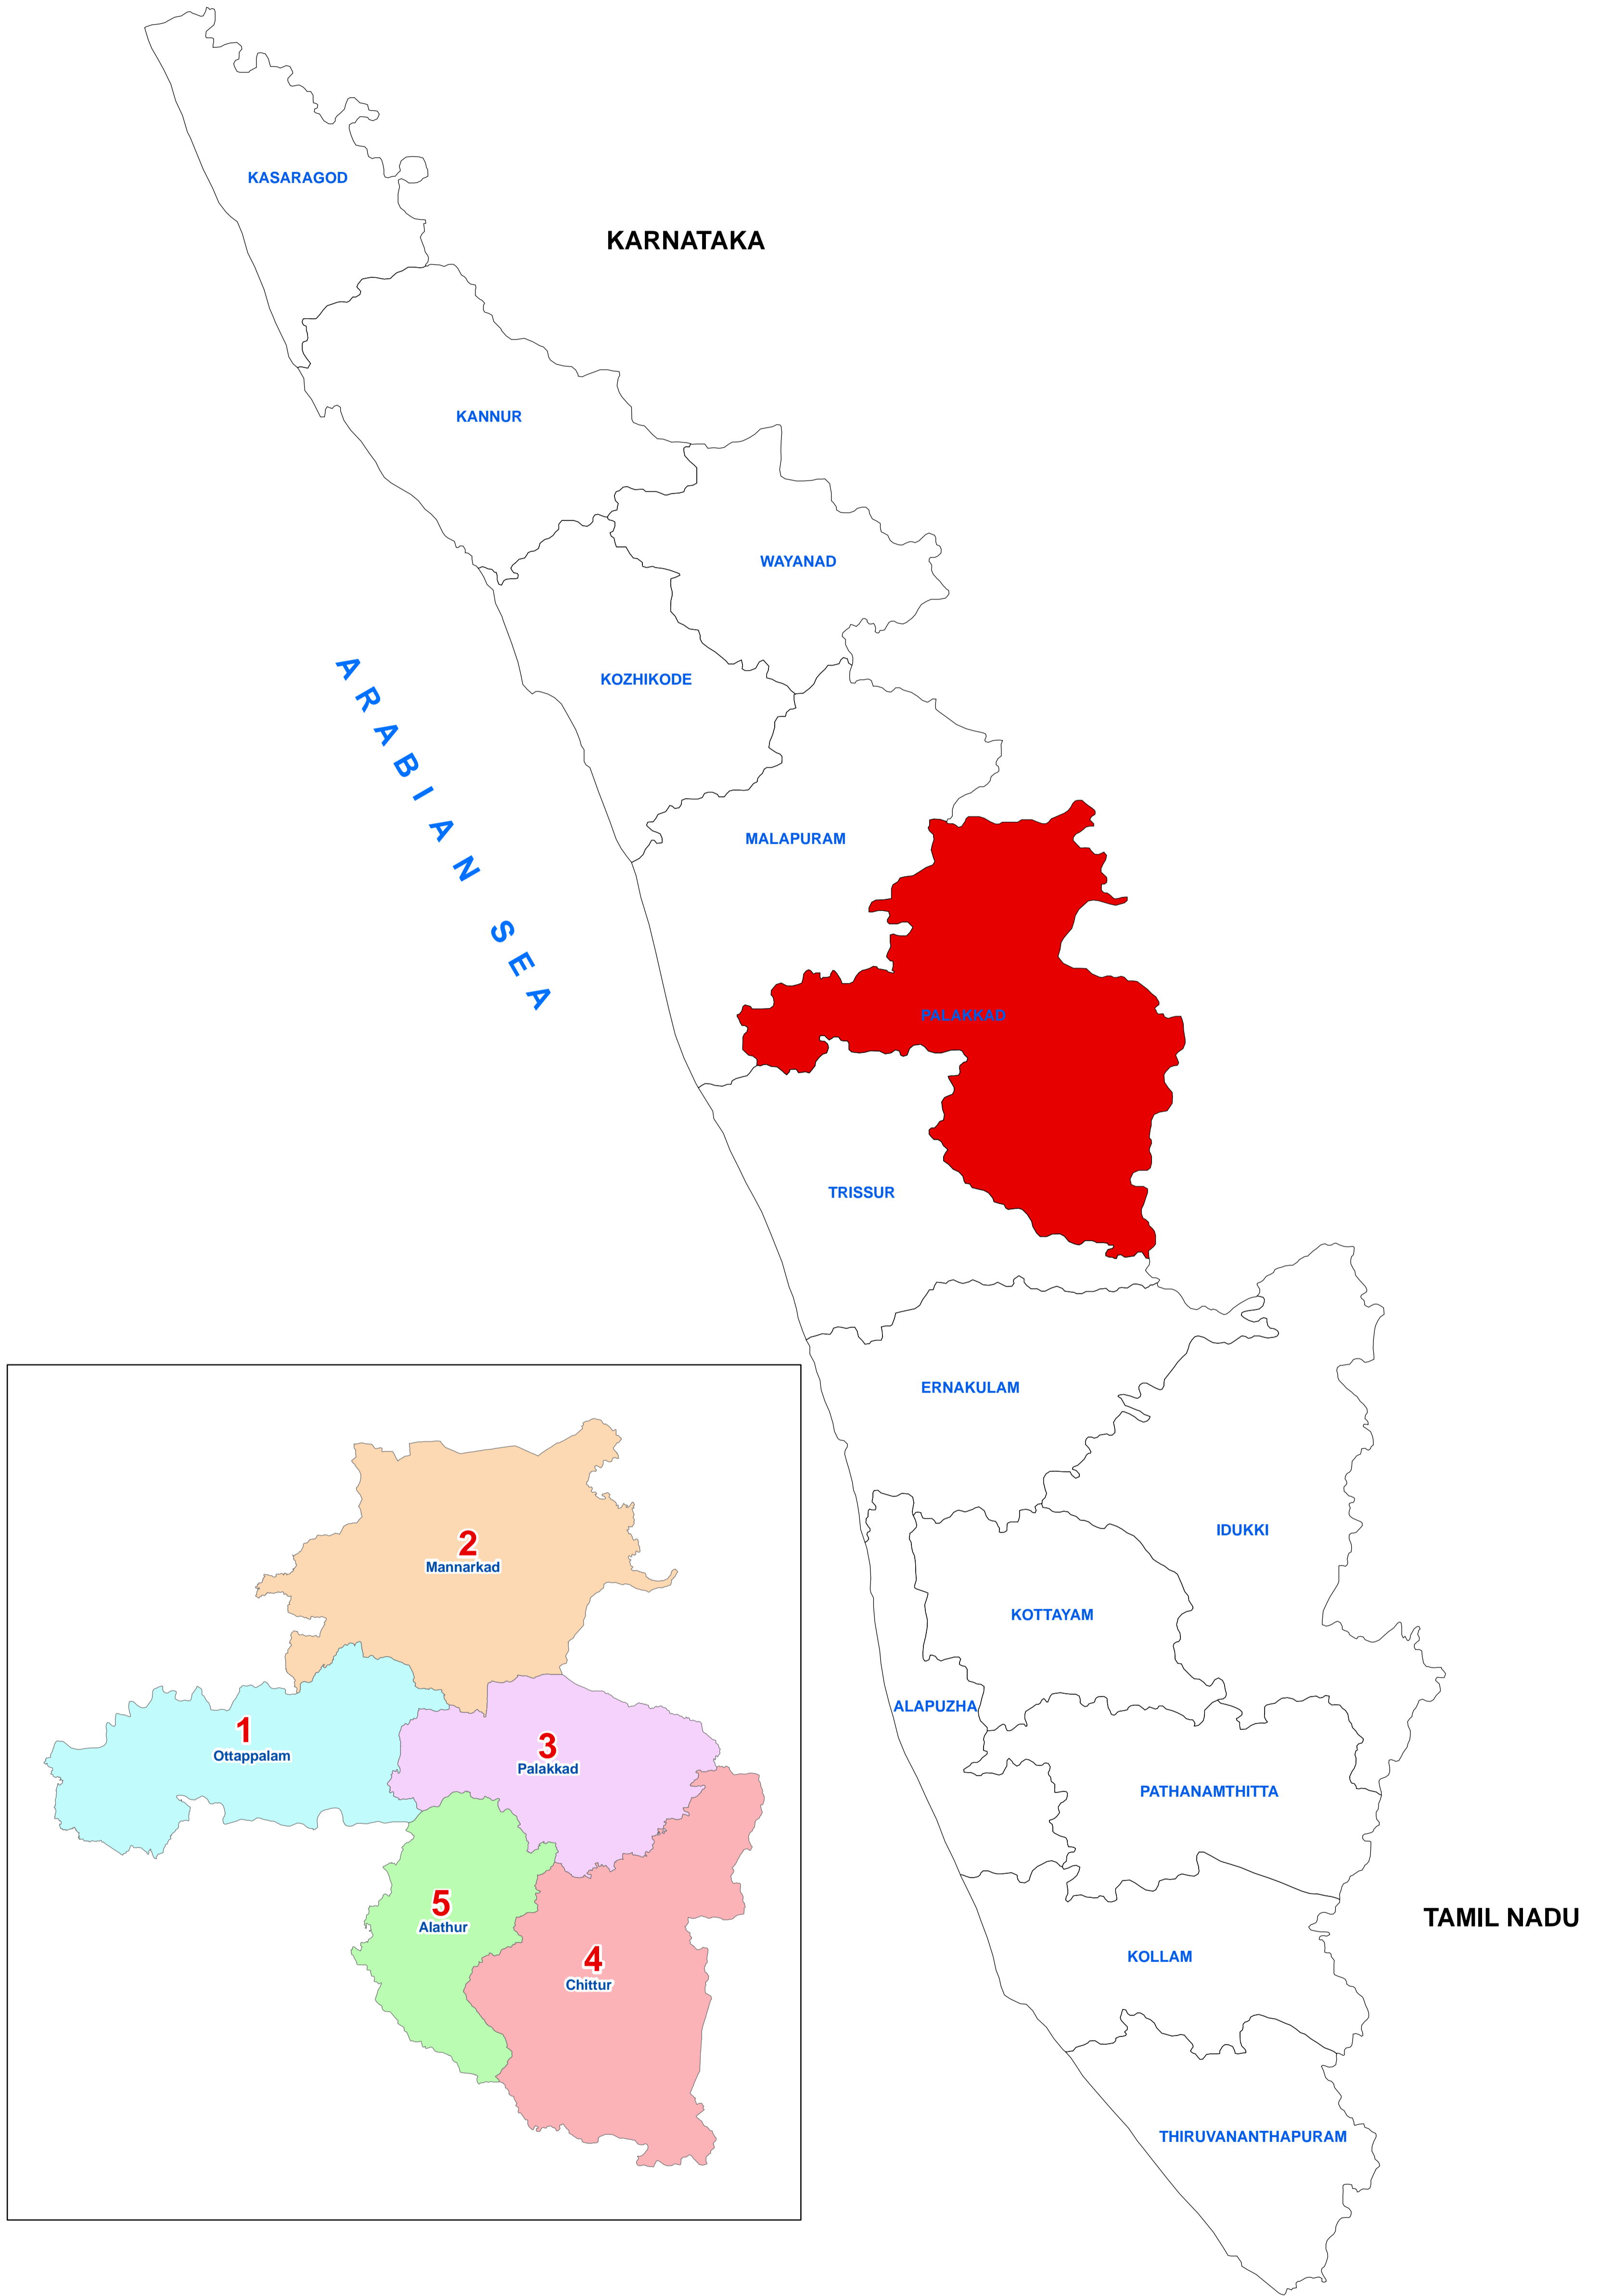 KASARAGOD
KARNATAKA
KANNUR
WAYANAD
KOZHIKODE
ARABIAN SEA
MALAPURAM
PALAKKAD
TRISSUR
ERNAKULAM
IDUKKI
KOTTAYAM
ALAPUZHA
PATHANAMTHITTA
TAMIL NADU
KOLLAM
THIRUVANANTHAPURAM
2
Mannarkad
1
Ottappalam
3
Palakkad
5
Alathur
4
Chittur